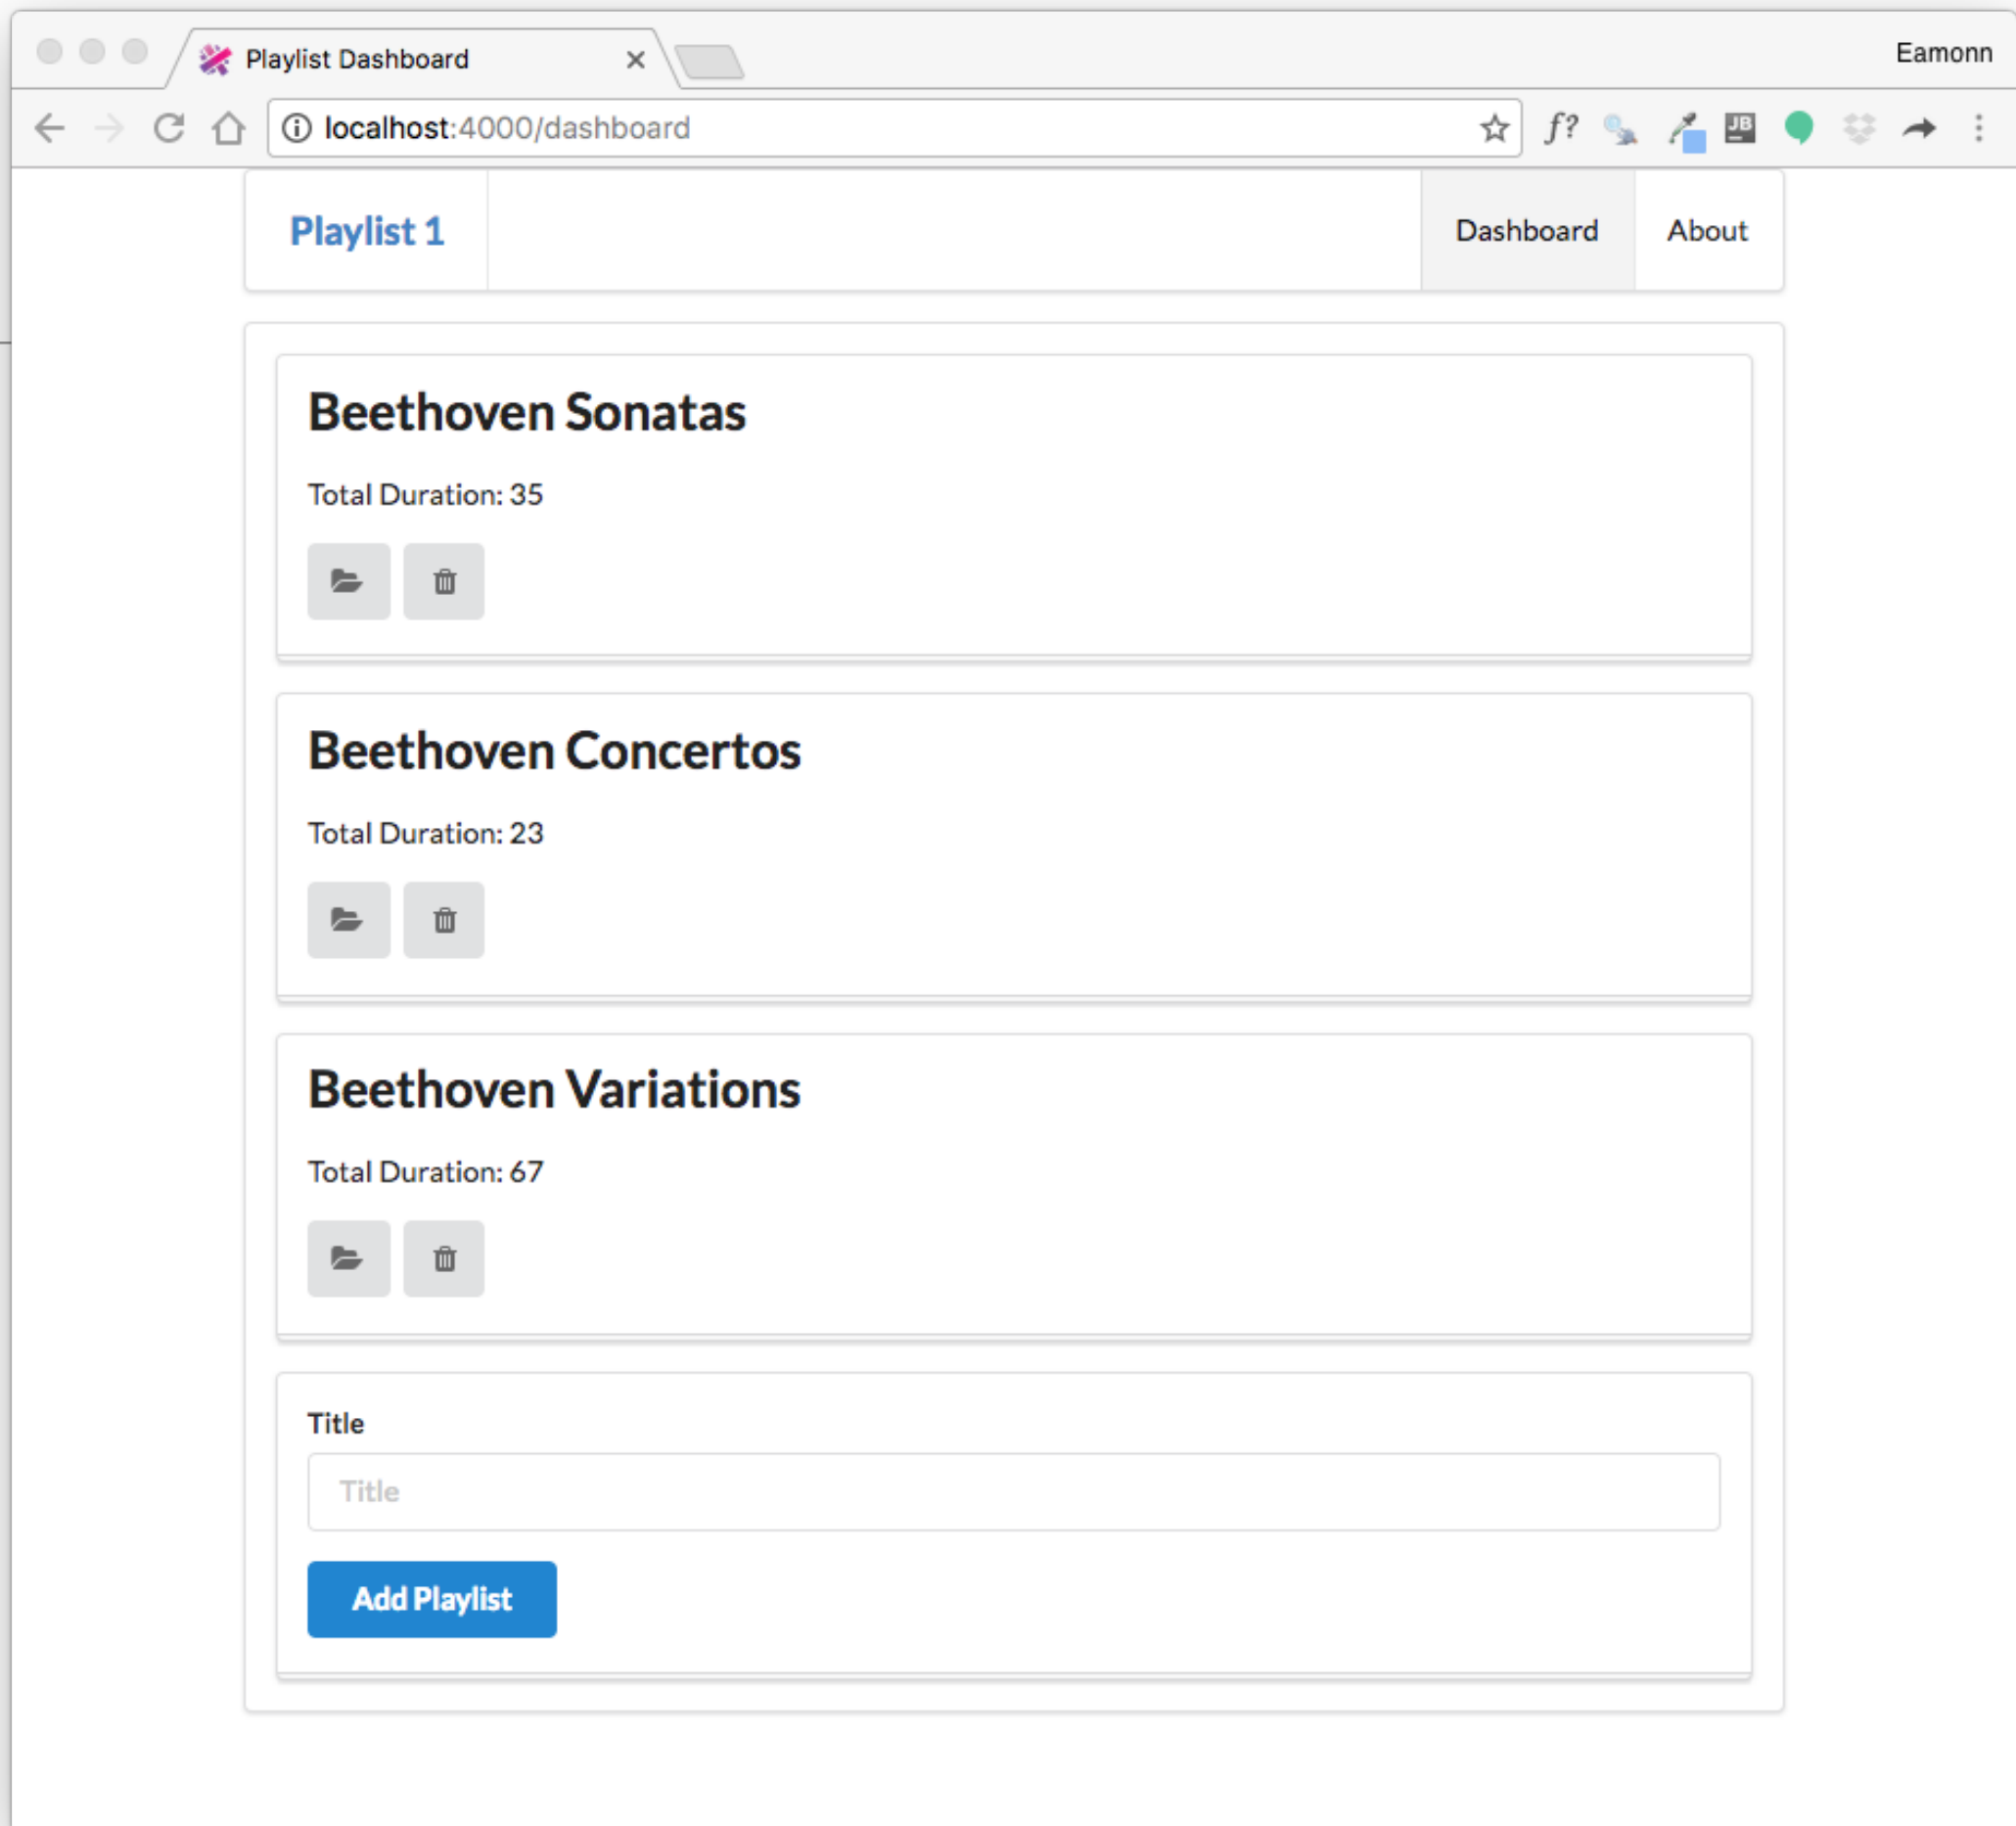 Playlist Dashboard
Eamonn
localhost:4000/dashboard
f?
JB
Playlist 1
Dashboard
About
Beethoven Sonatas
Total Duration: 35
Beethoven Concertos
Total Duration: 23
Beethoven Variations
Total Duration: 67
Title
Title
Add Playlist